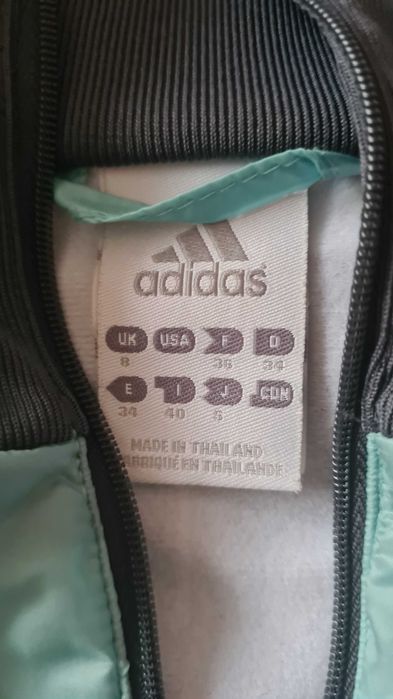 adidas
UK USA F D
8 36 34
E I J CDN
34 40 S
MADE IN THAILAND
FABRIQUÉ EN THAILANDE